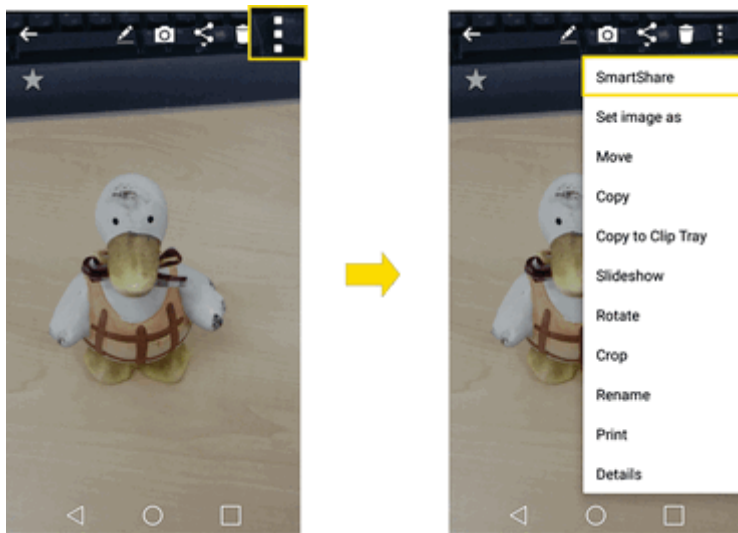 SmartShare
Set image as
Move
Copy
Copy to Clip Tray
Slideshow
Rotate
Crop
Rename
Print
Details